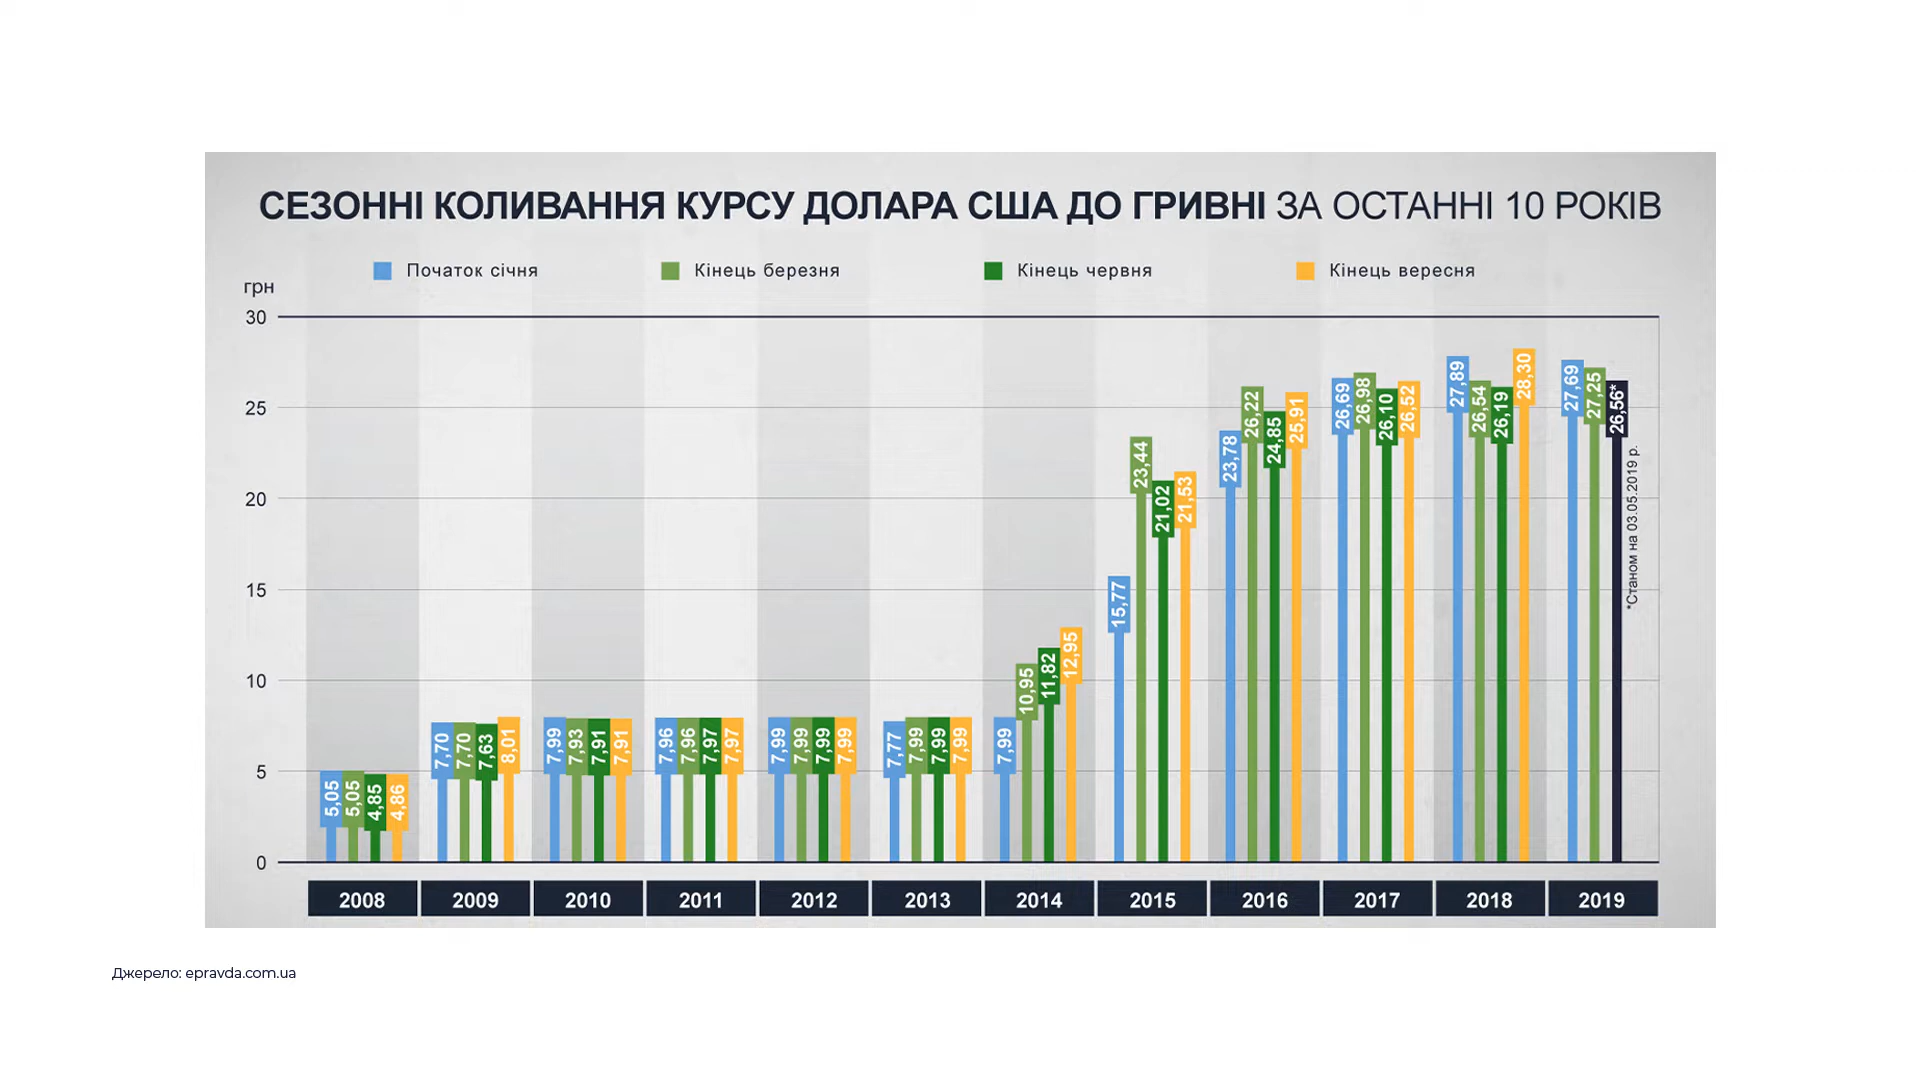 СЕЗОННІ КОЛИВАННЯ КУРСУ ДОЛАРА США ДО ГРИВНІ ЗА ОСТАННІ 10 РОКІВ
Початок січня Кінець березня Кінець червня Кінець вересня
грн
30
25
20
15
10
5
0
5,05 5,05 4,85 4,86
7,70 7,70 7,63 8,01
7,99 7,93 7,91 7,91
7,96 7,96 7,97 7,97
7,99 7,99 7,99 7,99
7,77 7,99 7,99 7,99
7,99 10,95 11,82 12,95
15,77 23,44 21,02 21,53
23,78 26,22 24,85 25,91
26,69 26,98 26,10 26,52
27,89 26,54 26,19 28,30
27,69 27,25 26,56*
*Станом на 03.05.2019 р.
2008 2009 2010 2011 2012 2013 2014 2015 2016 2017 2018 2019
Джерело: epravda.com.ua